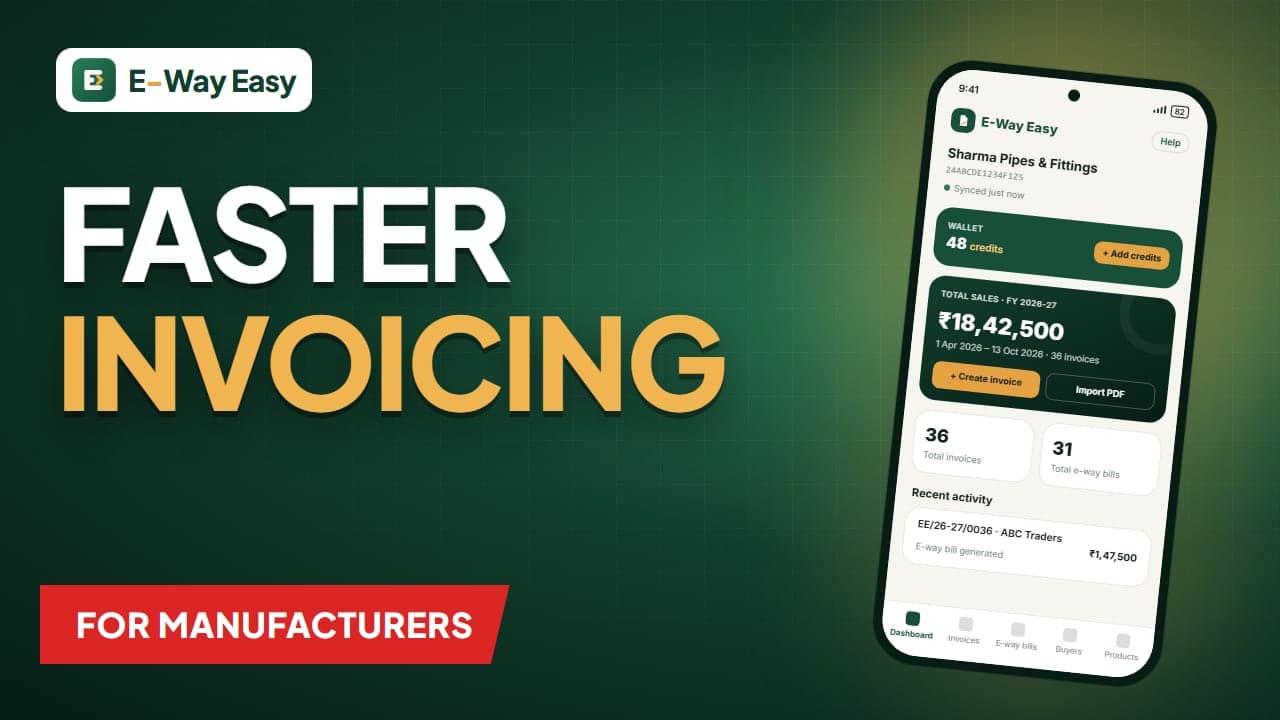 E-Way Easy
FASTER
INVOICING
FOR MANUFACTURERS
9:41
82
E-Way Easy
Help
Sharma Pipes & Fittings
24ABCDE1234F1Z5
Synced just now
WALLET
48 credits
+ Add credits
TOTAL SALES · FY 2026-27
₹18,42,500
1 Apr 2026 – 13 Oct 2026 · 36 invoices
+ Create invoice
Import PDF
36
Total invoices
31
Total e-way bills
Recent activity
EE/26-27/0036 · ABC Traders
E-way bill generated
₹1,47,500
Dashboard
Invoices
E-way bills
Buyers
Products